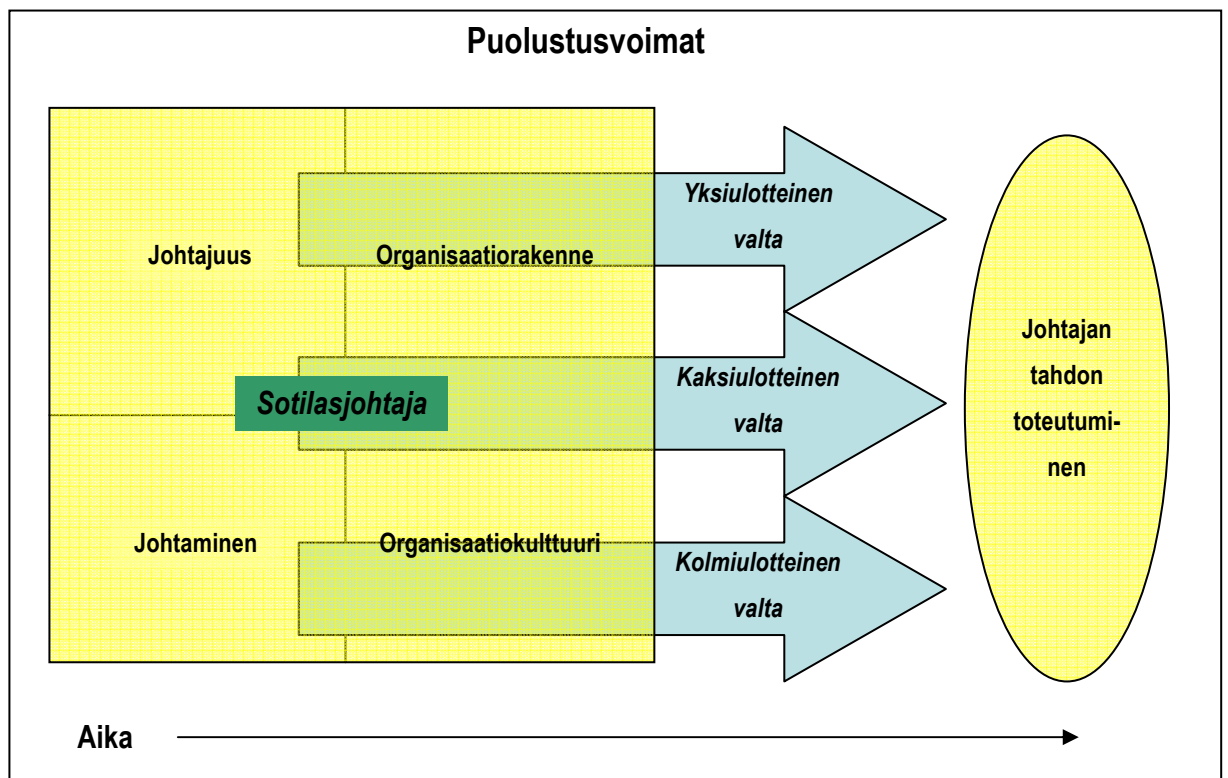 Puolustusvoimat
Johtajuus
Organisaatiorakenne
Yksiulotteinen
valta
Sotilasjohtaja
Kaksiulotteinen
valta
Johtaminen
Organisaatiokulttuuri
Kolmiulotteinen
valta
Johtajan
tahdon
toteutumi-
nen
Aika